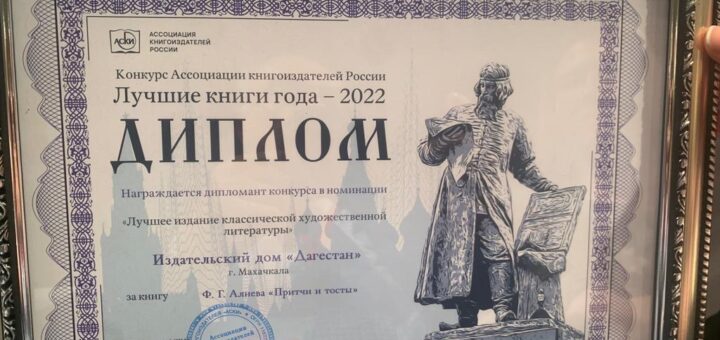 АСКИ
АССОЦИАЦИЯ
КНИГОИЗДАТЕЛЕЙ
РОССИИ
Конкурс Ассоциации книгоиздателей России
Лучшие книги года – 2022
ДИПЛОМ
Награждается дипломант конкурса в номинации
«Лучшее издание классической художественной
литературы»
Издательский дом «Дагестан»
г. Махачкала
за книгу Ф. Г. Алиева «Притчи и тосты»
Ассоциация